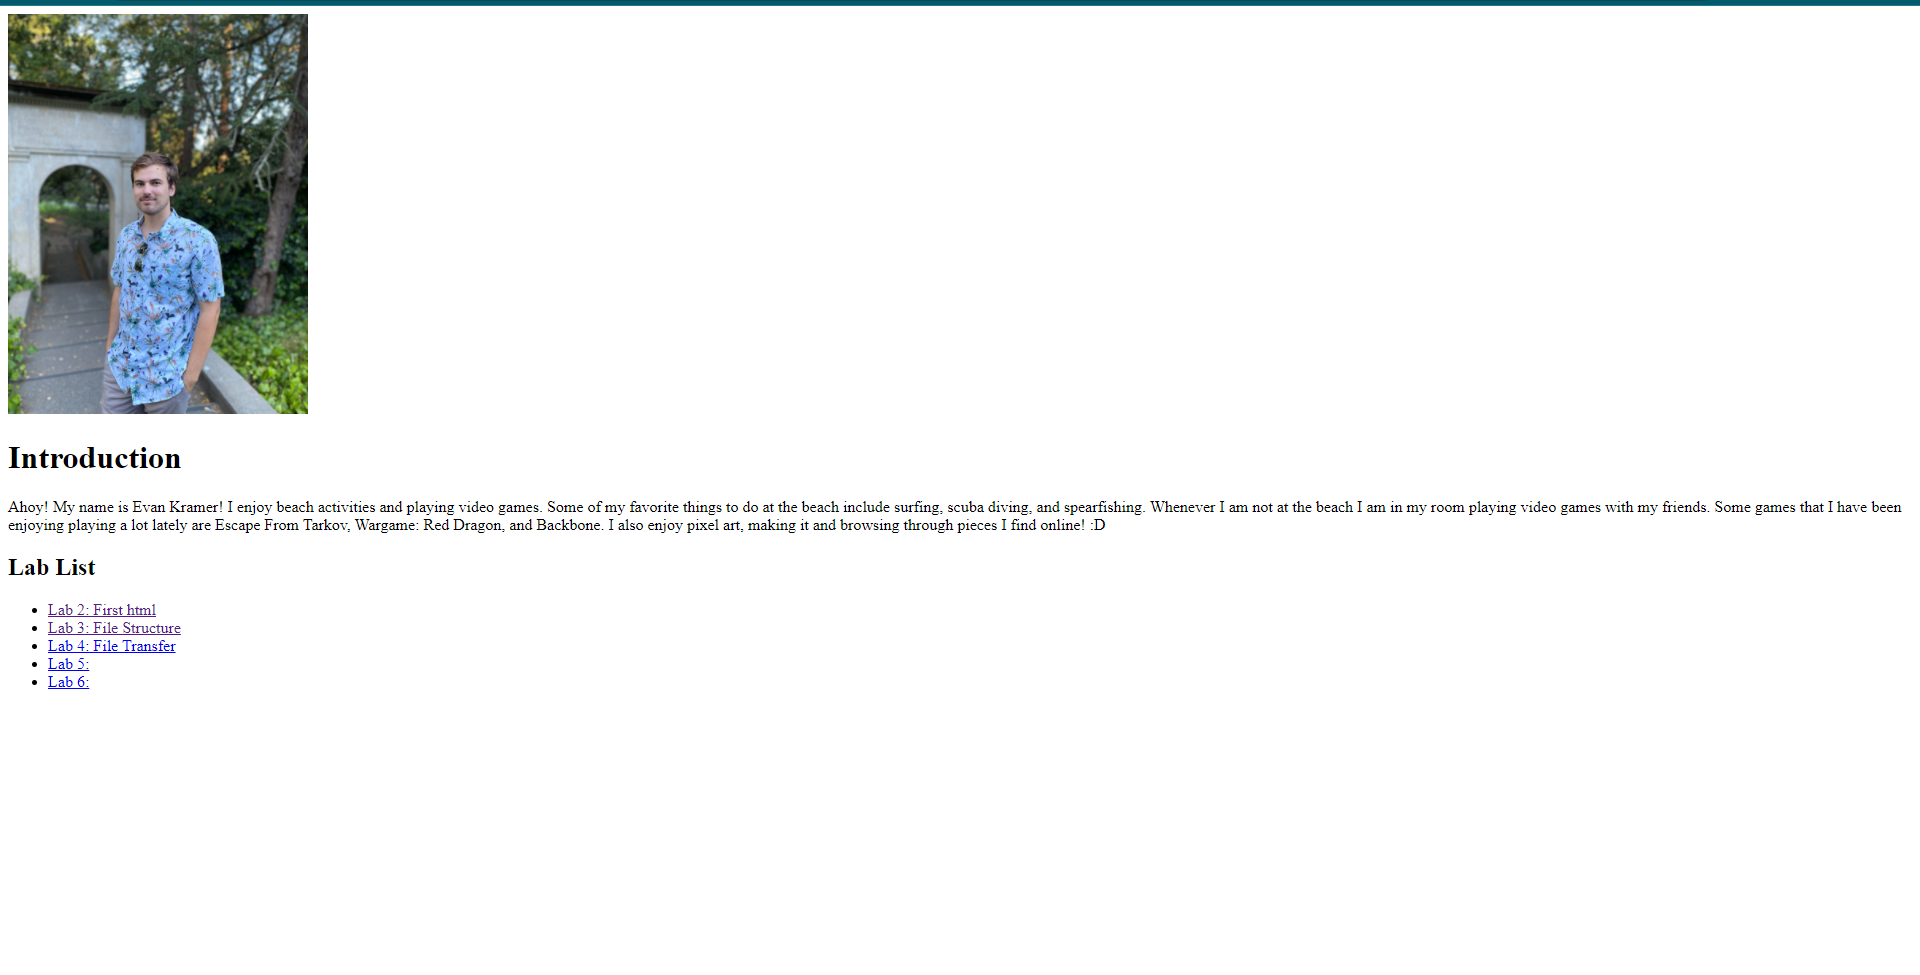 Introduction
Ahoy! My name is Evan Kramer! I enjoy beach activities and playing video games. Some of my favorite things to do at the beach include surfing, scuba diving, and spearfishing. Whenever I am not at the beach I am in my room playing video games with my friends. Some games that I have been
enjoying playing a lot lately are Escape From Tarkov, Wargame: Red Dragon, and Backbone. I also enjoy pixel art, making it and browsing through pieces I find online! :D
Lab List
Lab 2: First html
Lab 3: File Structure
Lab 4: File Transfer
Lab 5:
Lab 6: